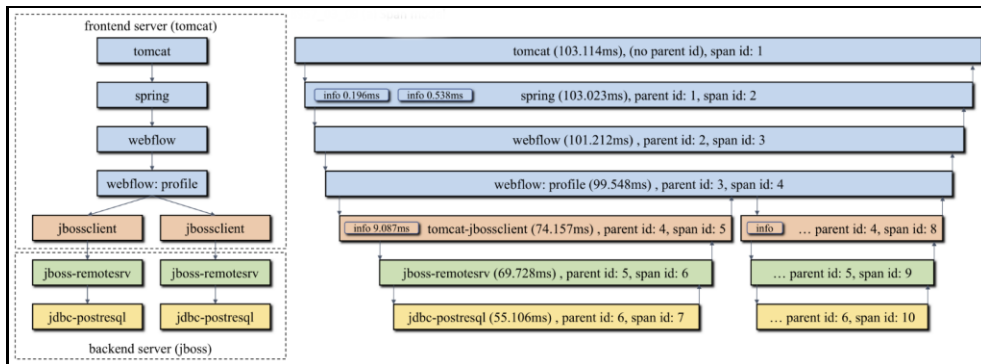 frontend server (tomcat)
tomcat
spring
webflow
webflow: profile
jbossclient
jbossclient
jboss-remotesrv
jboss-remotesrv
jdbc-postresql
jdbc-postresql
backend server (jboss)
tomcat (103.114ms), (no parent id), span id: 1
info 0.196ms
info 0.538ms
spring (103.023ms), parent id: 1, span id: 2
webflow (101.212ms) , parent id: 2, span id: 3
webflow: profile (99.548ms) , parent id: 3, span id: 4
info 9.087ms
tomcat-jbossclient (74.157ms) , parent id: 4, span id: 5
info
... parent id: 4, span id: 8
jboss-remotesrv (69.728ms) , parent id: 5, span id: 6
... parent id: 5, span id: 9
jdbc-postresql (55.106ms) , parent id: 6, span id: 7
... parent id: 6, span id: 10